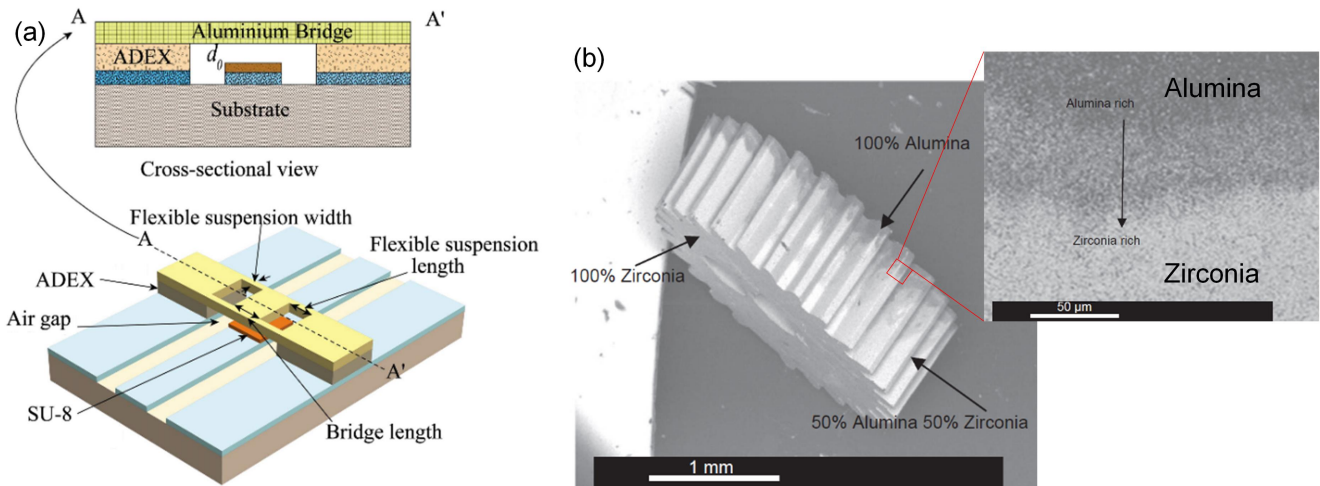 (a)
A
A'
Aluminium Bridge
ADEX
d₀
Substrate
Cross-sectional view
Flexible suspension width
A
Flexible suspension
length
ADEX
Air gap
A'
SU-8
Bridge length
(b)
100% Alumina
100% Zirconia
50% Alumina 50% Zirconia
1 mm
Alumina
Alumina rich
Zirconia rich
Zirconia
50 µm